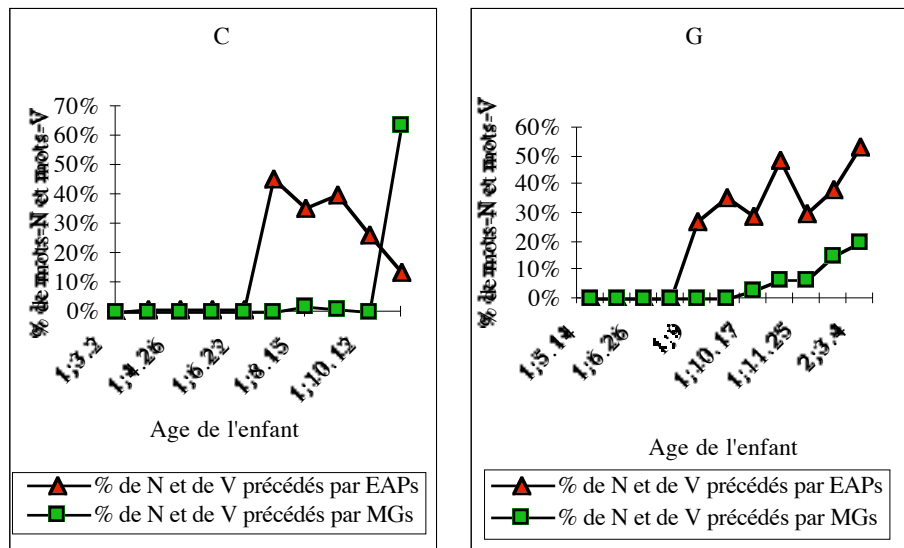 C
% de mots-N et mots-V
70%
60%
50%
40%
30%
20%
10%
0%
1;3.2
1;4.26
1;6.22
1;8.15
1;10.12
Age de l'enfant
% de N et de V précédés par EAPs
% de N et de V précédés par MGs
G
% de mots-N et mots-V
60%
50%
40%
30%
20%
10%
0%
1;5.14
1;6.26
1;9
1;10.17
1;11.25
2;3.4
Age de l'enfant
% de N et de V précédés par EAPs
% de N et de V précédés par MGs